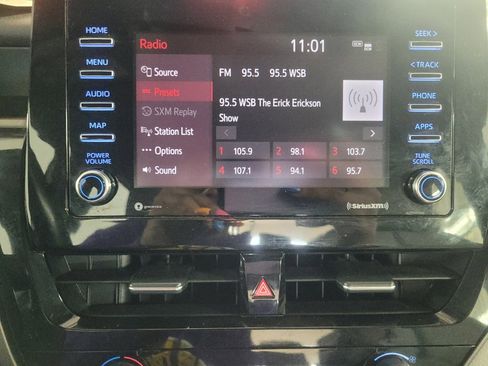 HOME
MENU
AUDIO
MAP
POWER
VOLUME
Radio
11:01
Source
Presets
SXM Replay
Station List
Options
Sound
FM 95.5 95.5 WSB
95.5 WSB The Erick Erickson
Show
1 105.9 2 98.1 3 103.7
4 107.1 5 94.1 6 95.7
SEEK >
< TRACK
PHONE
APPS
TUNE
SCROLL
gracenote
SiriusXM